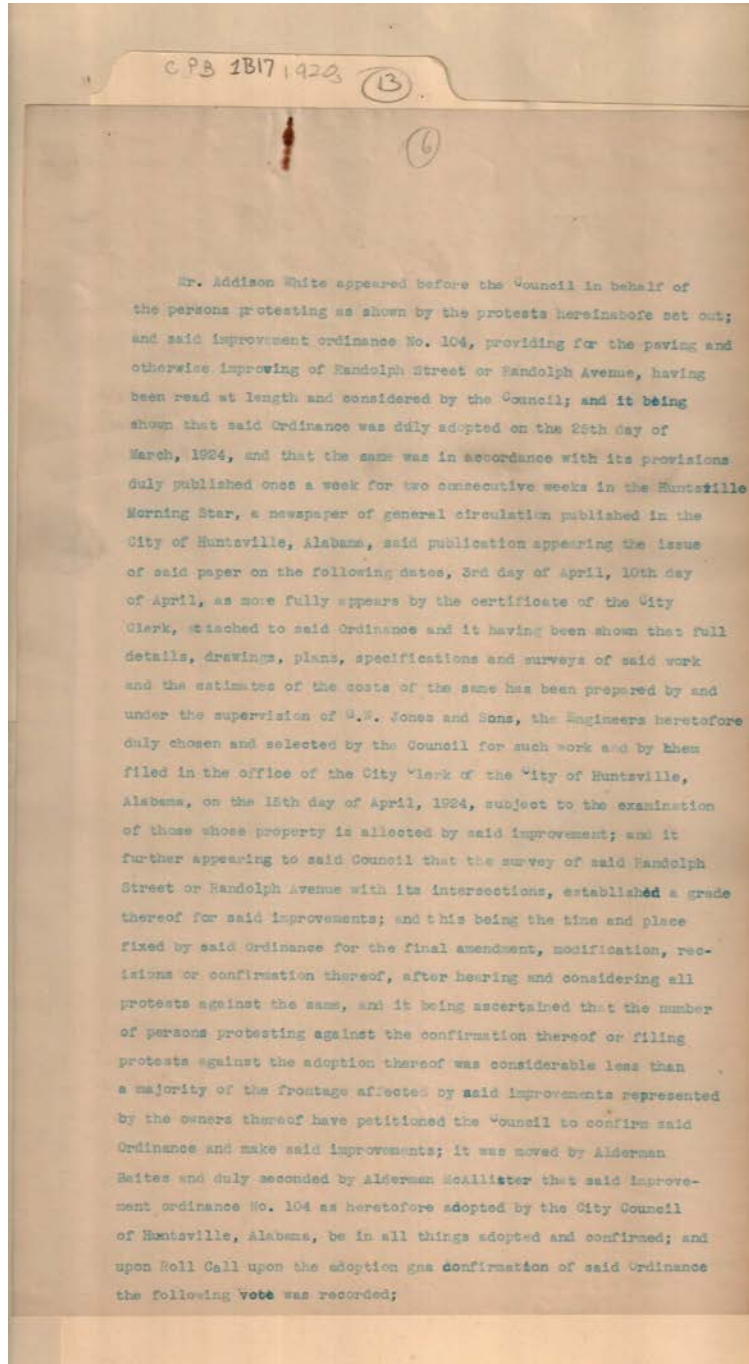 CPB 1B17 1920s 13
6
Mr. Addison White appeared before the Council in behalf of
the persons protesting as shown by the protests hereinabofe set out;
and said improvement ordinance No. 104, providing for the paving and
otherwise improving of Randolph Street or Randolph Avenue, having
been read at length and considered by the Council; and it being
shown that said Ordinance was duly adopted on the 25th day of
March, 1924, and that the same was in accordance with its provisions
duly published once a week for two consecutive weeks in the Huntsville
Morning Star, a newspaper of general circulation published in the
City of Huntsville, Alabama, said publication appearing the issue
of said paper on the following dates, 3rd day of April, 10th day
of April, as more fully appears by the certificate of the City
Clerk, attached to said Ordinance and it having been shown that full
details, drawings, plans, specifications and surveys of said work
and the estimates of the costs of the same has been prepared by and
under the supervision of G.W. Jones and Sons, the Engineers heretofore
duly chosen and selected by the Council for such work and by them
filed in the office of the City Clerk of the City of Huntsville,
Alabama, on the 15th day of April, 1924, subject to the examination
of those whose property is affected by said improvement; and it
further appearing to said Council that the survey of said Randolph
Street or Randolph Avenue with its intersections, established a grade
thereof for said improvements; and this being the time and place
fixed by said Ordinance for the final amendment, modification, rec-
isions or confirmation thereof, after hearing and considering all
protests against the same, and it being ascertained that the number
of persons protesting against the confirmation thereof or filing
protests against the adoption thereof was considerable less than
a majority of the frontage affected by said improvements represented
by the owners thereof have petitioned the Council to confirm said
Ordinance and make said improvements; it was moved by Alderman
Baites and duly seconded by Alderman McAllister that said improve-
ment ordinance No. 104 as heretofore adopted by the City Council
of Huntsville, Alabama, be in all things adopted and confirmed; and
upon Roll Call upon the adoption gna confirmation of said Ordinance
the following vote was recorded;